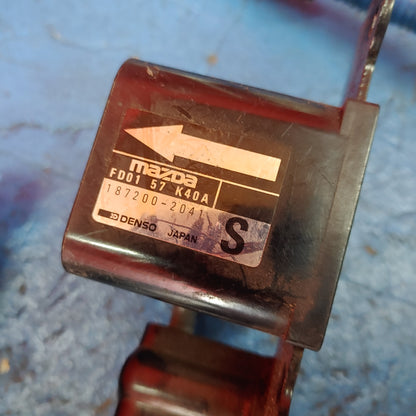 mazda
FD01 57 K40A
187200-2041
DENSO JAPAN
S